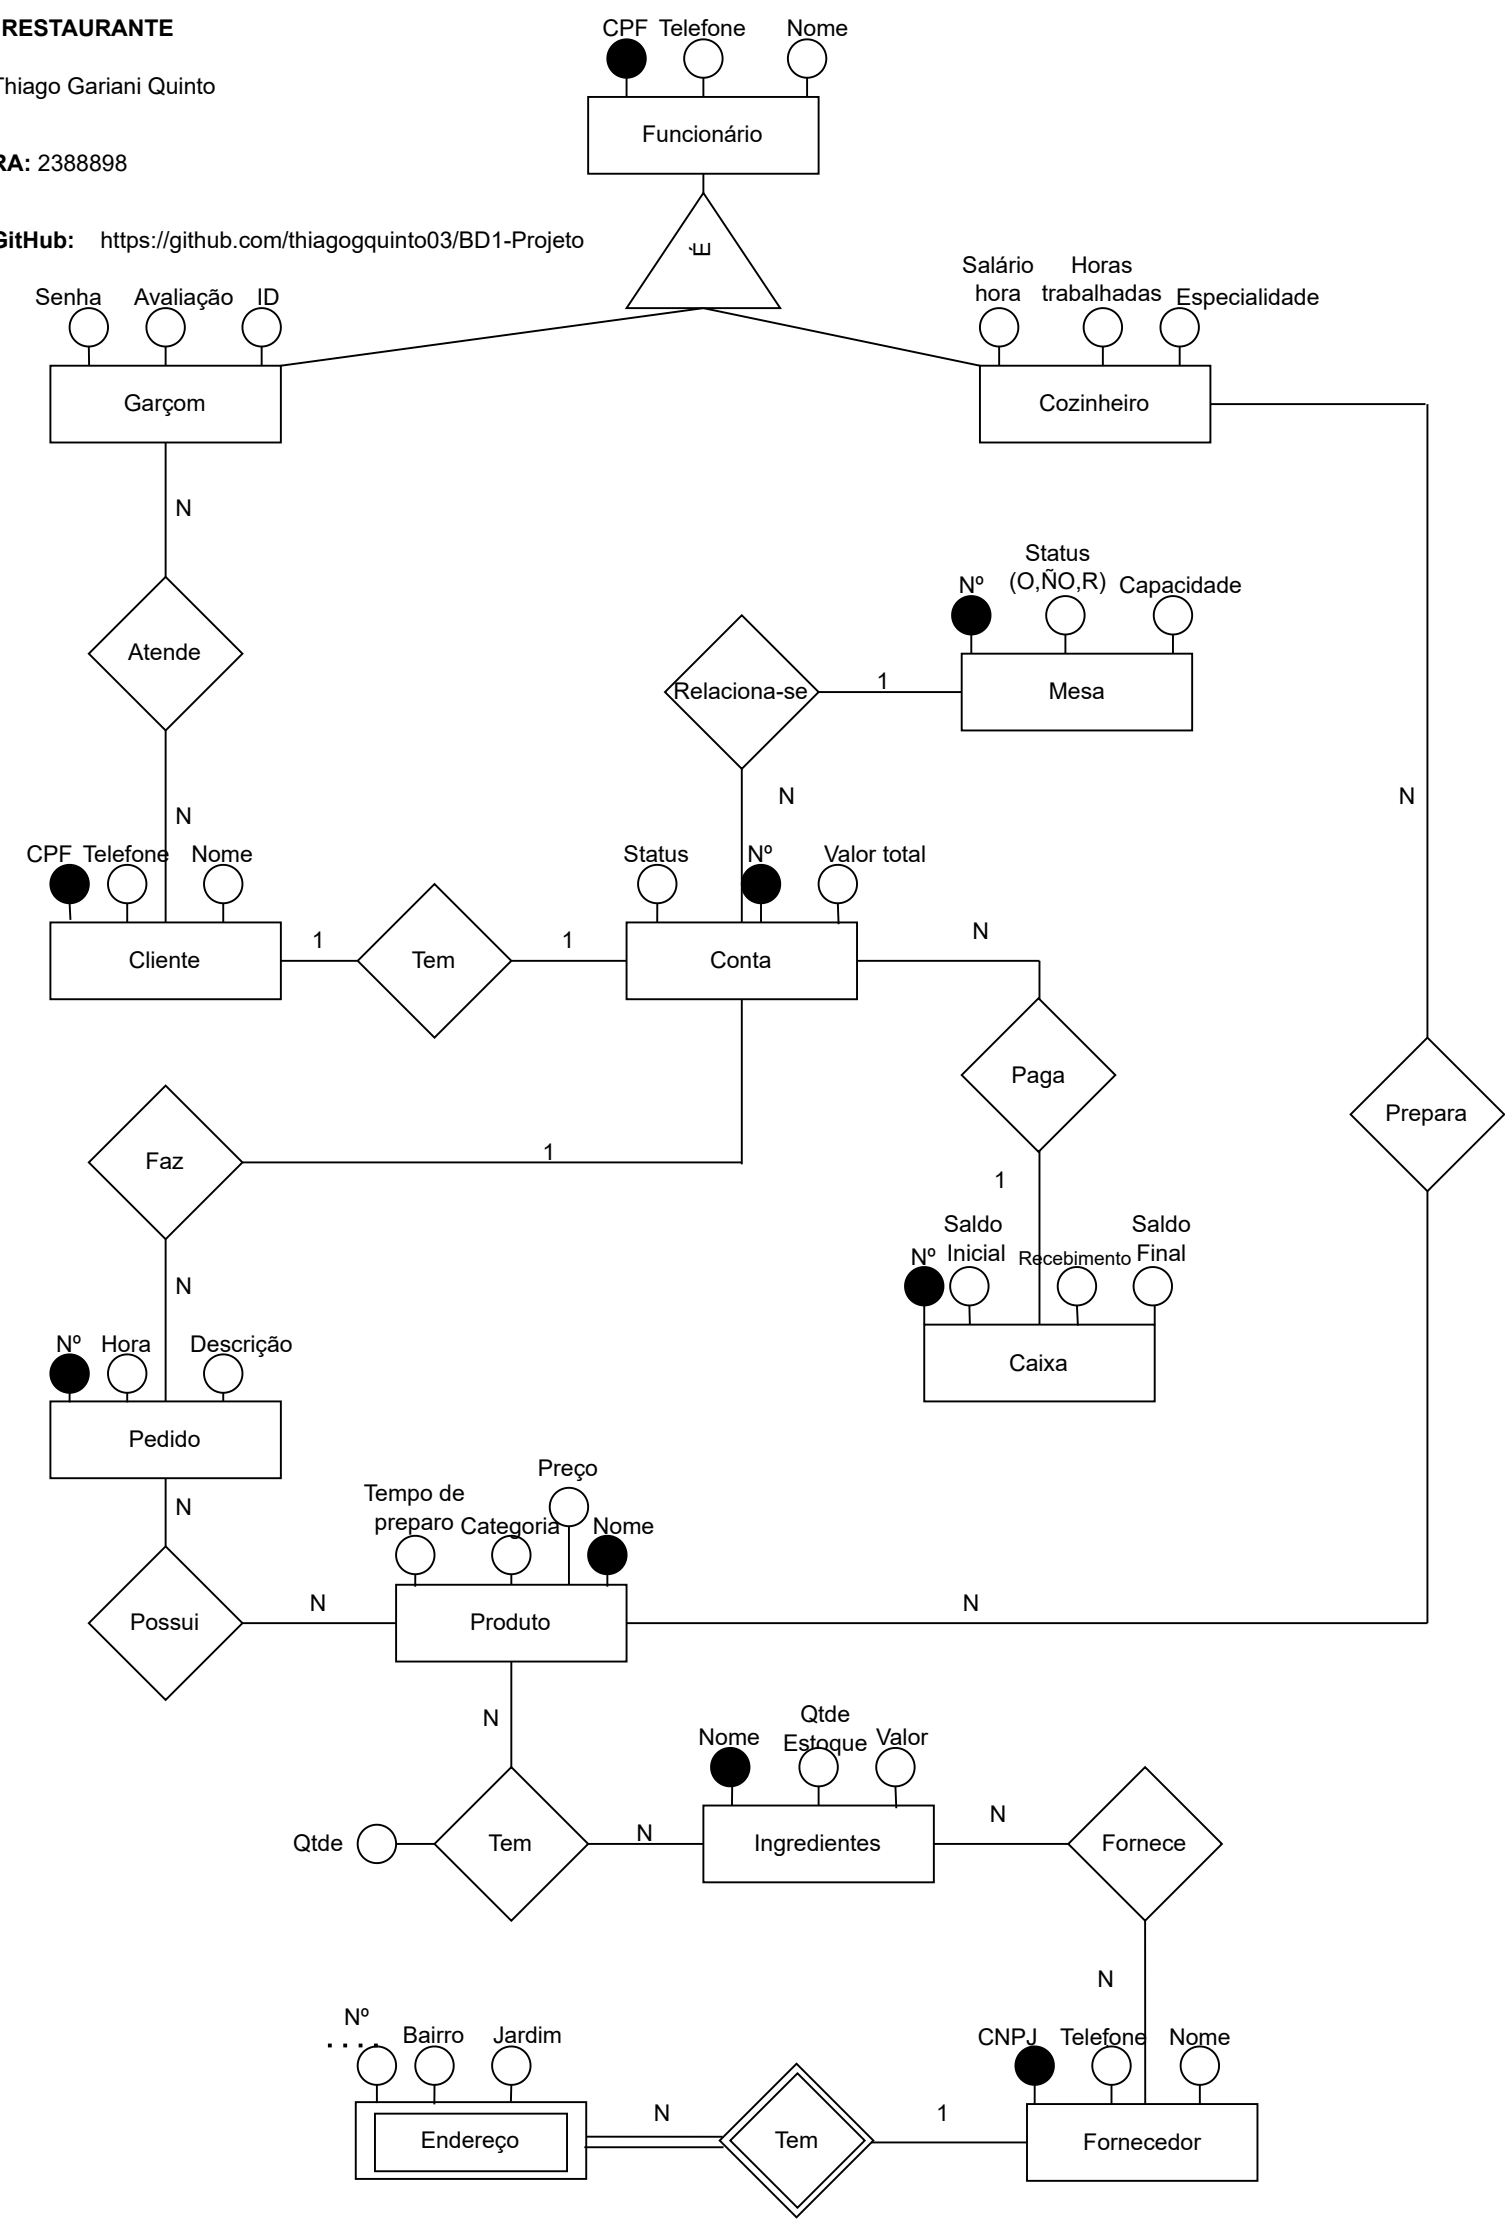 RESTAURANTE
Thiago Gariani Quinto
RA: 2388898
GitHub: https://github.com/thiagogquinto03/BD1-Projeto
CPF Telefone Nome
Funcionário
É
Senha Avaliação ID
Garçom
Salário hora
Horas trabalhadas
Especialidade
Cozinheiro
N
Atende
N
Nº
Status (O,ÑO,R)
Capacidade
Mesa
Relaciona-se
1
N
N
CPF Telefone Nome
Cliente
1
Tem
1
Status Nº Valor total
Conta
N
Paga
Prepara
Faz
1
1
N
Nº
Saldo Inicial
Recebimento
Saldo Final
Caixa
Nº Hora Descrição
Pedido
N
Possui
N
Tempo de preparo
Categoria
Preço
Nome
Produto
N
N
Qtde
Tem
N
Nome
Qtde Estoque
Valor
Ingredientes
N
Fornece
N
Nº
Bairro
Jardim
Endereço
N
Tem
1
CNPJ Telefone Nome
Fornecedor